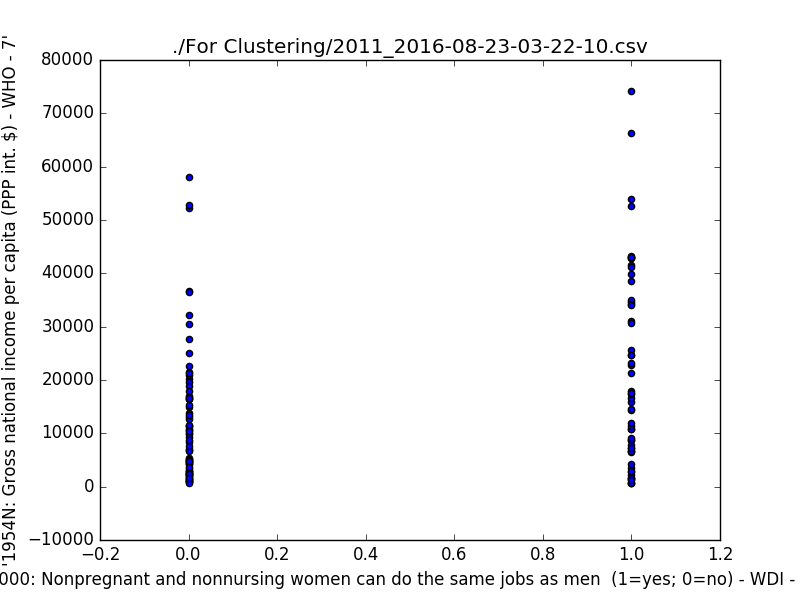 ./For Clustering/2011_2016-08-23-03-22-10.csv
80000
70000
60000
50000
40000
30000
20000
10000
0
−10000
−0.2 0.0 0.2 0.4 0.6 0.8 1.0 1.2
'1954N: Gross national income per capita (PPP int. $) - WHO - 7'
000: Nonpregnant and nonnursing women can do the same jobs as men (1=yes; 0=no) - WDI -